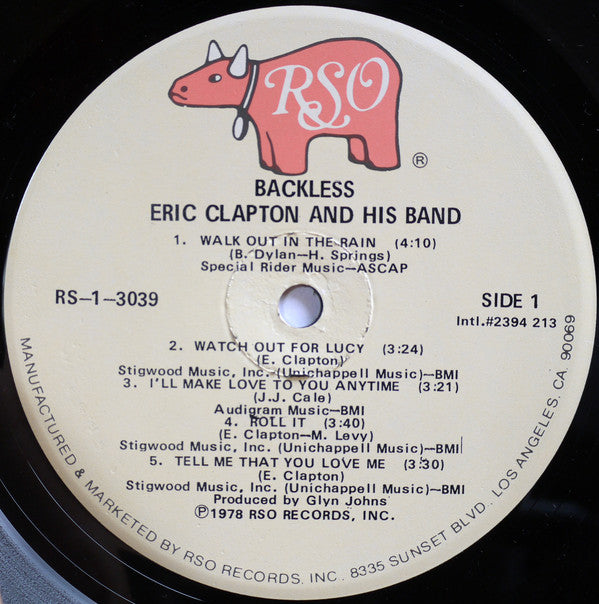 RSO
®
BACKLESS
ERIC CLAPTON AND HIS BAND
1. WALK OUT IN THE RAIN (4:10)
(B. Dylan—H. Springs)
Special Rider Music—ASCAP
RS–1–3039
SIDE 1
Intl.#2394 213
2. WATCH OUT FOR LUCY (3:24)
(E. Clapton)
Stigwood Music, Inc. (Unichappell Music)—BMI
3. I'LL MAKE LOVE TO YOU ANYTIME (3:21)
(J.J. Cale)
Audigram Music—BMI
4. ROLL IT (3:40)
(E. Clapton—M. Levy)
Stigwood Music, Inc. (Unichappell Music)—BMI
5. TELL ME THAT YOU LOVE ME (3:30)
(E. Clapton)
Stigwood Music, Inc. (Unichappell Music)—BMI
Produced by Glyn Johns
Ⓟ1978 RSO RECORDS, INC.
MANUFACTURED & MARKETED BY RSO RECORDS, INC., 8335 SUNSET BLVD., LOS ANGELES, CA. 90069